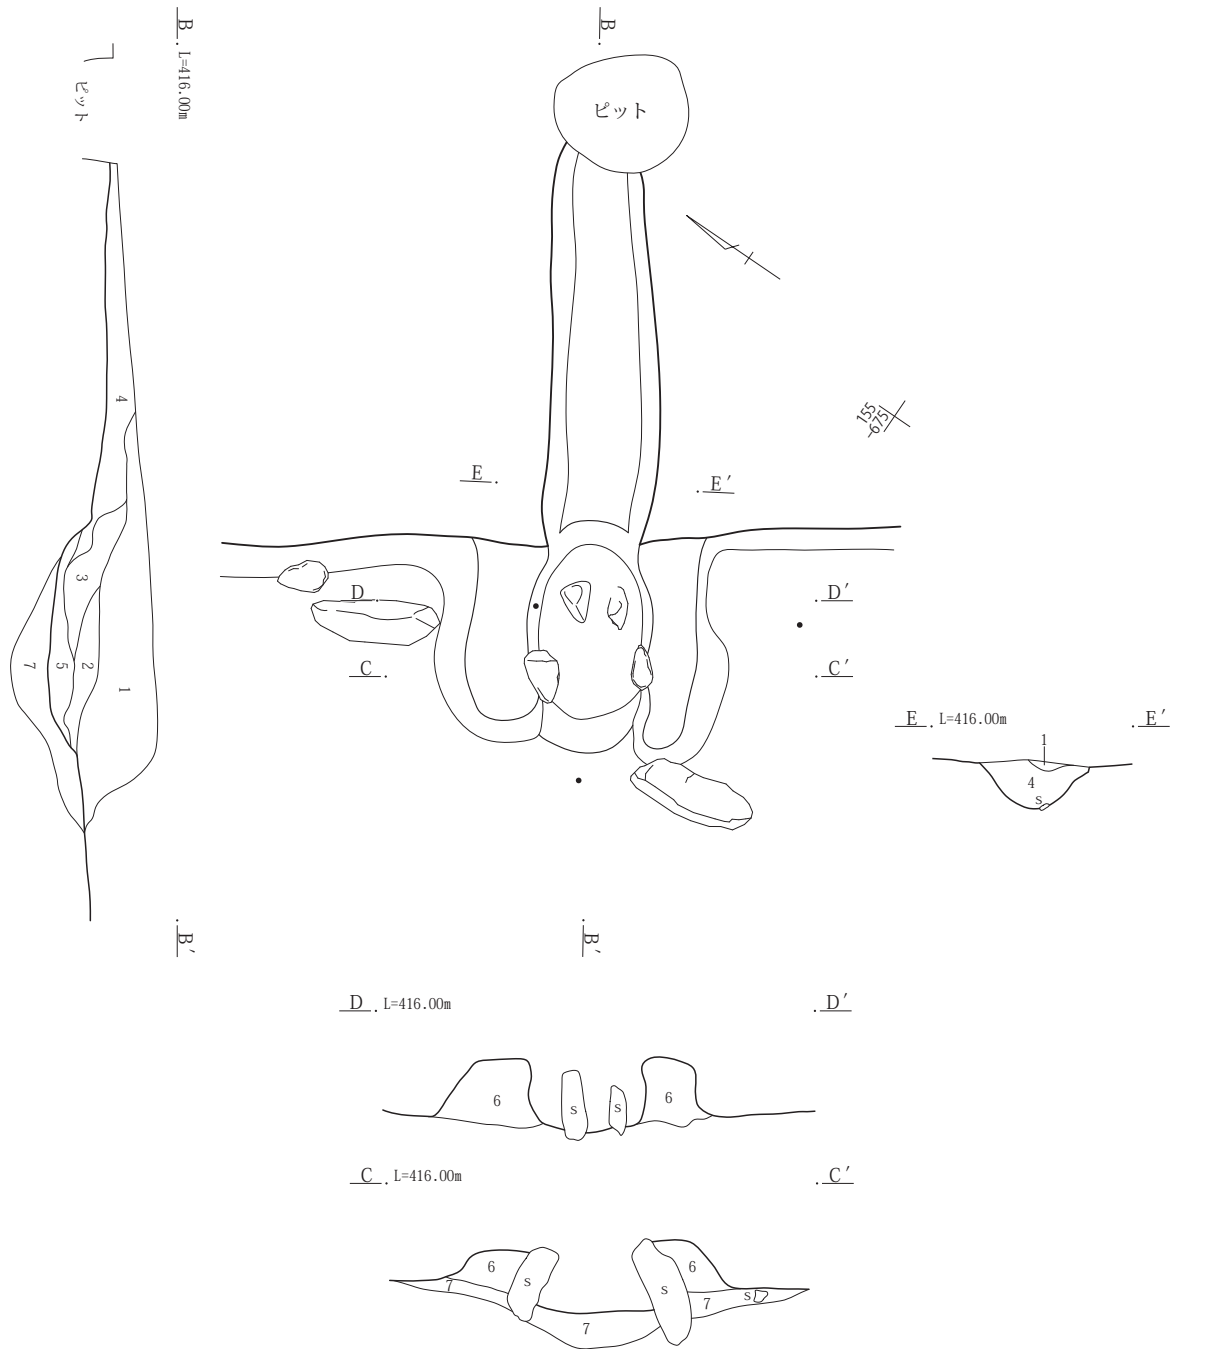 B
L=416.00m
ピット
4
3
7
5
2
1
B′
B
ピット
155
-675
E
E′
D
D′
C
C′
B′
E L=416.00m E′
1
4
S
D L=416.00m D′
6
S
S
6
C L=416.00m C′
6
S
7
S
6
7
S
7